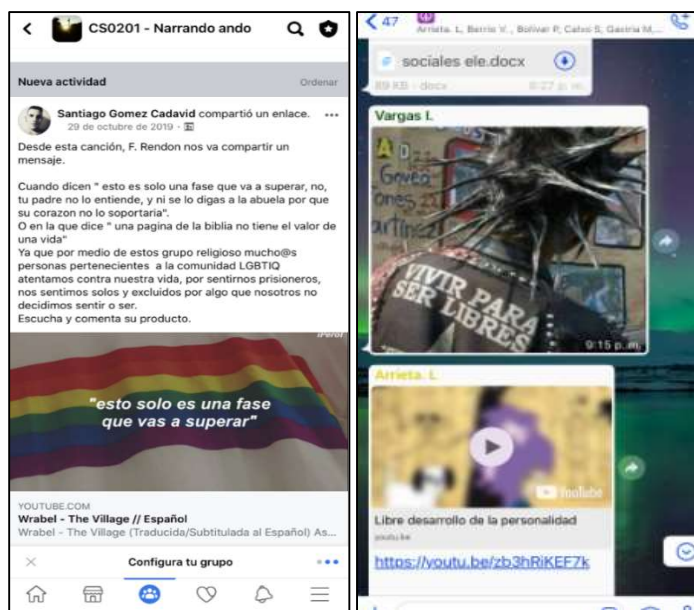 CS0201 - Narrando ando
Nueva actividad
Ordenar
Santiago Gomez Cadavid compartió un enlace.
29 de octubre de 2019
Desde esta canción, F. Rendon nos va compartir un
mensaje.
Cuando dicen " esto es solo una fase que va a superar, no,
tu padre no lo entiende, y ni se lo digas a la abuela por que
su corazon no lo soportaria".
O en la que dice " una pagina de la biblia no tiene el valor de
una vida"
Ya que por medio de estos grupo religioso mucho@s
personas pertenecientes a la comunidad LGBTIQ
atentamos contra nuestra vida, por sentirnos prisioneros,
nos sentimos solos y excluidos por algo que nosotros no
decidimos sentir o ser.
Escucha y comenta su producto.
"esto solo es una fase
que vas a superar"
YOUTUBE.COM
Wrabel - The Village // Español
Wrabel - The Village (Traducida/Subtitulada al Español) As...
Configura tu grupo
47
Arrieta. L, Berrio V., Bolivar P, Calvo S, Gaviria M,...
sociales ele.docx
89 KB · docx
8:27 p. m.
Vargas I.
VIVIR PARA
SER LIBRES
9:15 p. m.
Arrieta. L
YouTube
Libre desarrollo de la personalidad
youtu.be
https://youtu.be/zb3hRiKEF7k